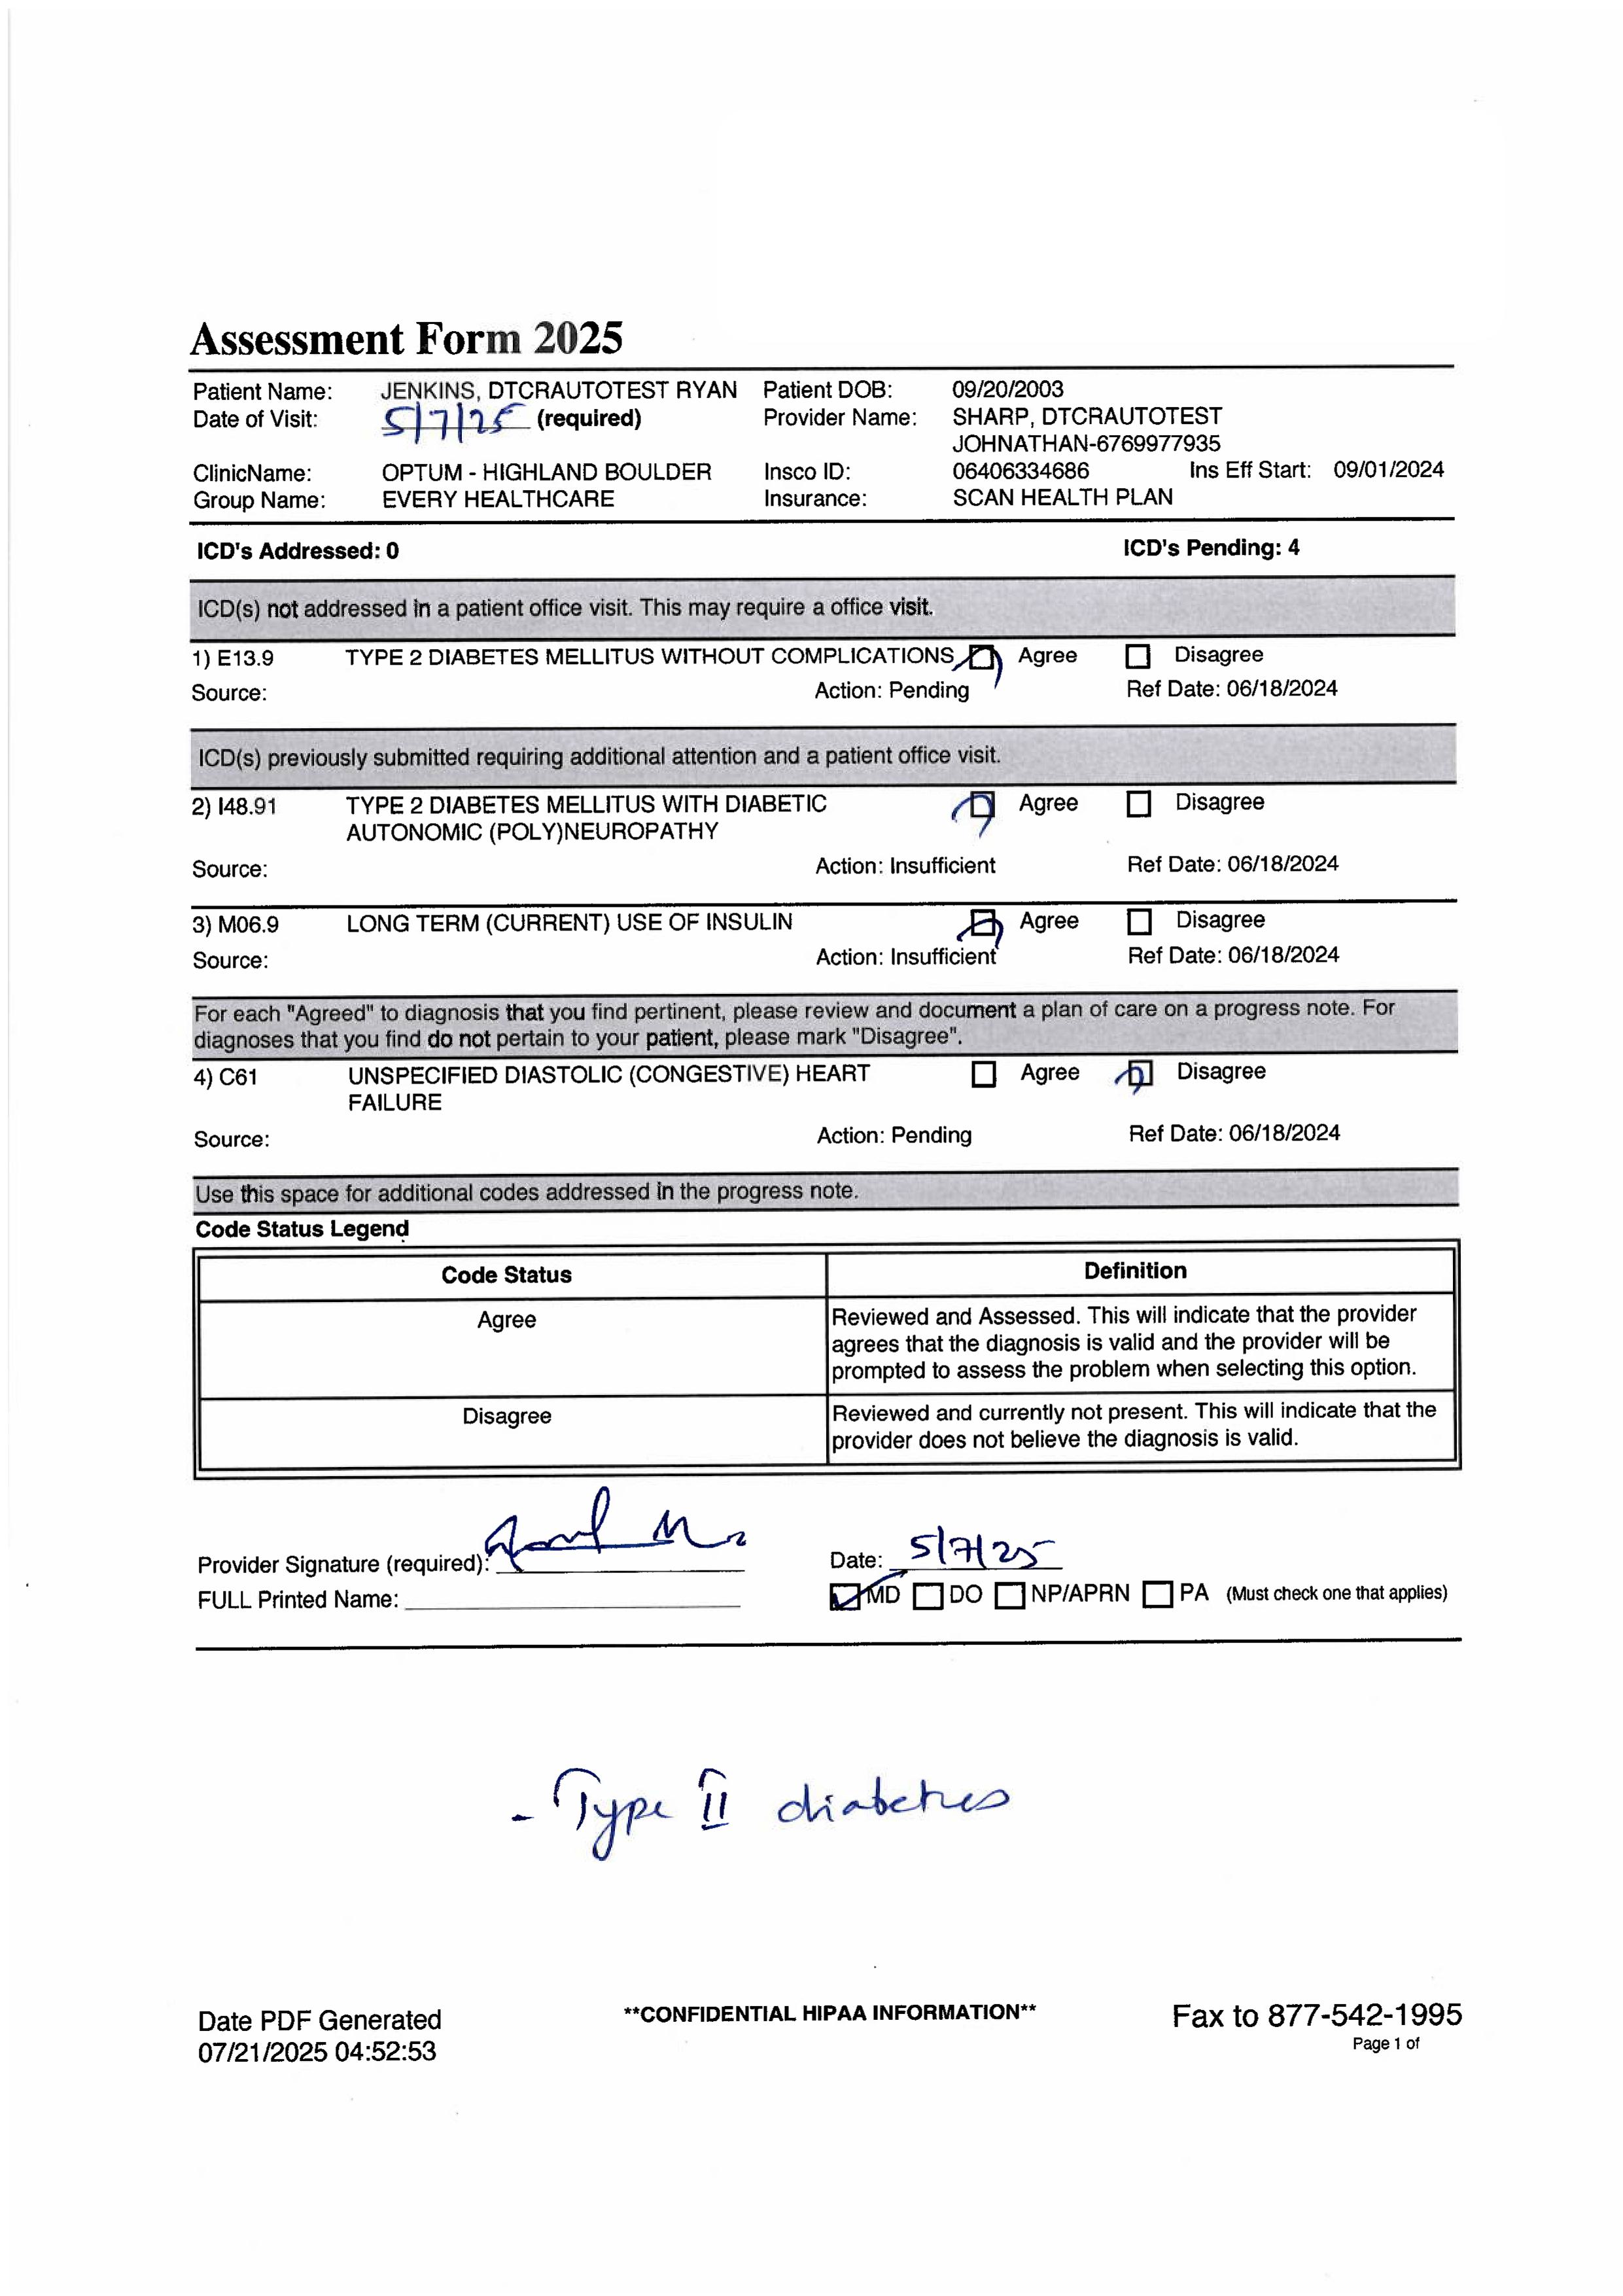 Assessment Form 2025
Patient Name: JENKINS, DTCRAUTOTEST RYAN Patient DOB: 09/20/2003
Date of Visit: 5/7/25 (required) Provider Name: SHARP, DTCRAUTOTEST
JOHNATHAN-6769977935
ClinicName: OPTUM - HIGHLAND BOULDER Insco ID: 06406334686 Ins Eff Start: 09/01/2024
Group Name: EVERY HEALTHCARE Insurance: SCAN HEALTH PLAN
ICD's Addressed: 0 ICD's Pending: 4
ICD(s) not addressed in a patient office visit. This may require a office visit.
1) E13.9 TYPE 2 DIABETES MELLITUS WITHOUT COMPLICATIONS Agree Disagree
Source: Action: Pending Ref Date: 06/18/2024
ICD(s) previously submitted requiring additional attention and a patient office visit.
2) I48.91 TYPE 2 DIABETES MELLITUS WITH DIABETIC Agree Disagree
AUTONOMIC (POLY)NEUROPATHY
Source: Action: Insufficient Ref Date: 06/18/2024
3) M06.9 LONG TERM (CURRENT) USE OF INSULIN Agree Disagree
Source: Action: Insufficient Ref Date: 06/18/2024
For each "Agreed" to diagnosis that you find pertinent, please review and document a plan of care on a progress note. For
diagnoses that you find do not pertain to your patient, please mark "Disagree".
4) C61 UNSPECIFIED DIASTOLIC (CONGESTIVE) HEART Agree Disagree
FAILURE
Source: Action: Pending Ref Date: 06/18/2024
Use this space for additional codes addressed in the progress note.
Code Status Legend
Code Status Definition
Agree Reviewed and Assessed. This will indicate that the provider
agrees that the diagnosis is valid and the provider will be
prompted to assess the problem when selecting this option.
Disagree Reviewed and currently not present. This will indicate that the
provider does not believe the diagnosis is valid.
Provider Signature (required): Date: 5/7/25
FULL Printed Name: MD DO NP/APRN PA (Must check one that applies)
- Type II diabetes
Date PDF Generated **CONFIDENTIAL HIPAA INFORMATION** Fax to 877-542-1995
07/21/2025 04:52:53 Page 1 of